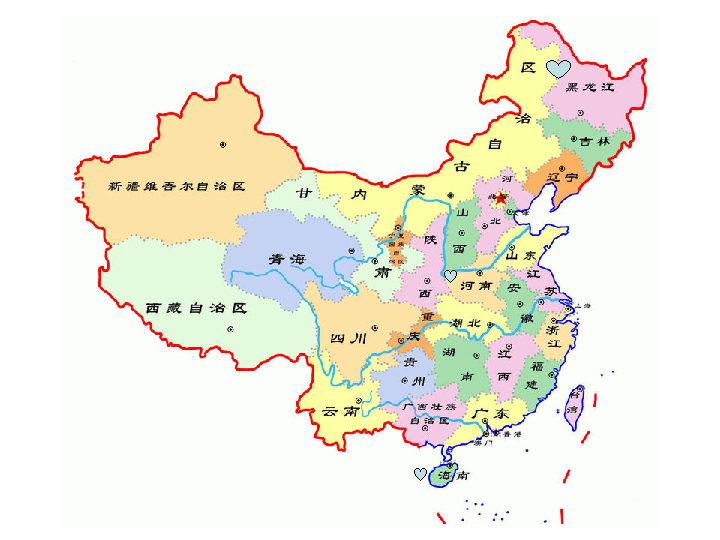 黑龙江
内蒙古自治区
吉林
辽宁
新疆维吾尔自治区
甘肃
北京
天津
河北
山西
陕西
宁夏回族自治区
青海
山东
河南
江苏
安徽
上海
西藏自治区
四川
重庆
湖北
浙江
湖南
江西
贵州
福建
云南
广西壮族自治区
广东
台湾
香港
澳门
海南